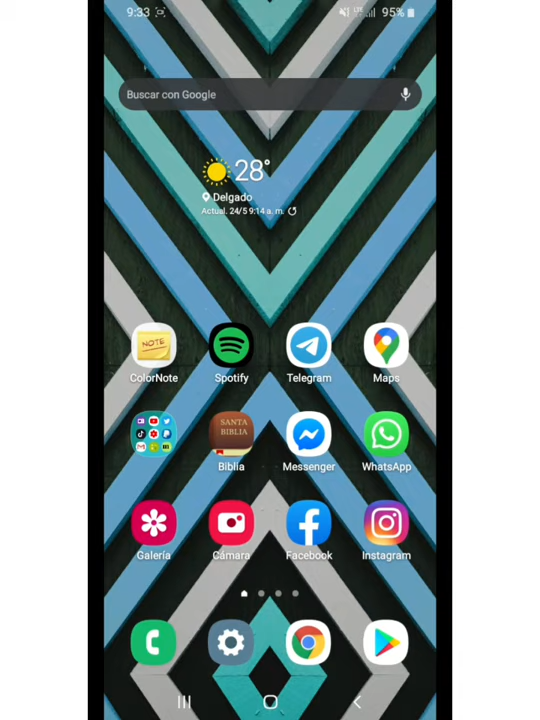 9:33 LTE 95%
Buscar con Google
28°
Delgado
Actual. 24/5 9:14 a. m.
NOTE
ColorNote Spotify Telegram Maps
SANTA
BIBLIA
Biblia Messenger WhatsApp
Galería Cámara Facebook Instagram